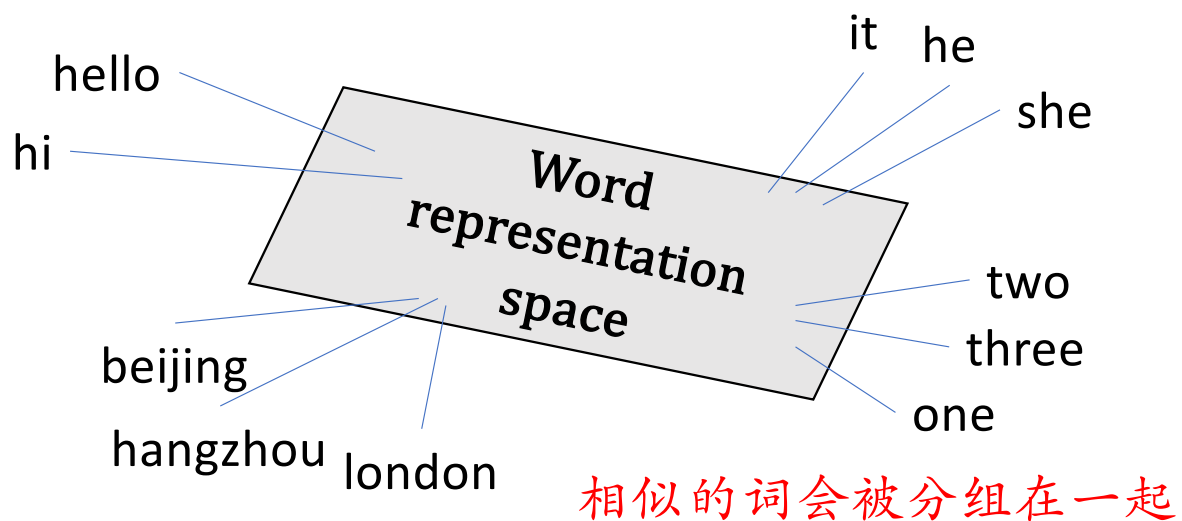 it
he
hello
she
hi
Word
representation
space
two
three
beijing
one
hangzhou
london
相似的词会被分组在一起